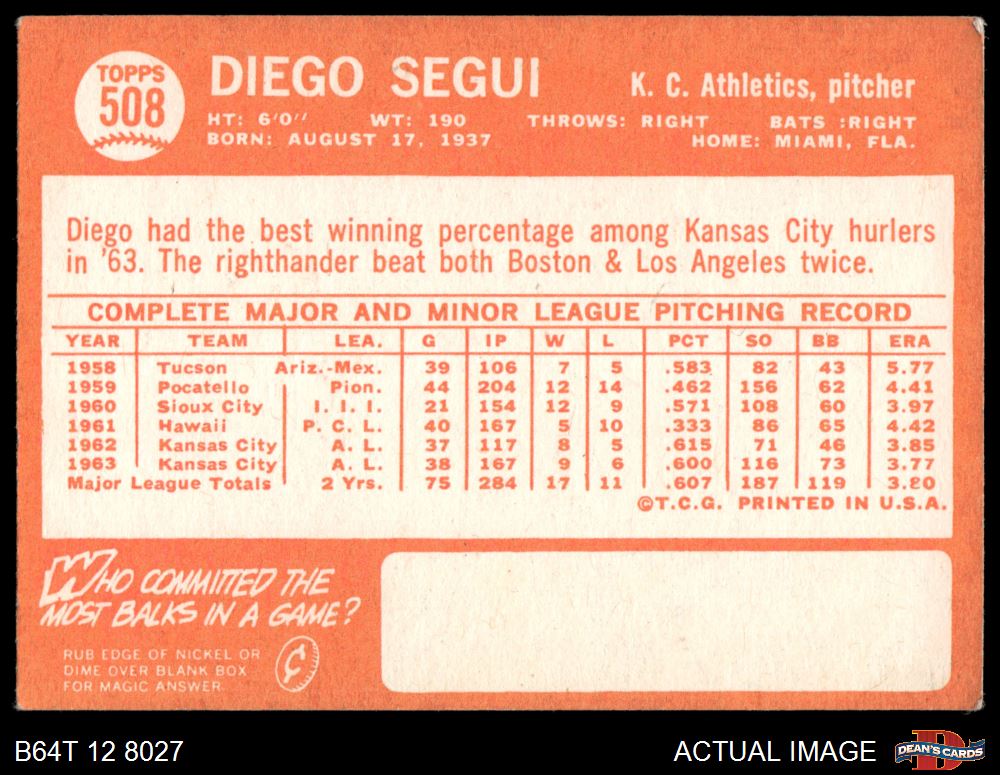 TOPPS
508
DIEGO SEGUI
K. C. Athletics, pitcher
HT: 6'0'' WT: 190 THROWS: RIGHT BATS :RIGHT
BORN: AUGUST 17, 1937 HOME: MIAMI, FLA.
Diego had the best winning percentage among Kansas City hurlers
in '63. The righthander beat both Boston & Los Angeles twice.
COMPLETE MAJOR AND MINOR LEAGUE PITCHING RECORD
YEAR TEAM LEA. G IP W L PCT SO BB ERA
1958 Tucson Ariz.-Mex. 39 106 7 5 .583 82 43 5.77
1959 Pocatello Pion. 44 204 12 14 .462 156 62 4.41
1960 Sioux City I. I. I. 21 154 12 9 .571 108 60 3.97
1961 Hawaii P. C. L. 40 167 5 10 .333 86 65 4.42
1962 Kansas City A. L. 37 117 8 5 .615 71 46 3.85
1963 Kansas City A. L. 38 167 9 6 .600 116 73 3.77
Major League Totals 2 Yrs. 75 284 17 11 .607 187 119 3.80
©T.C.G. PRINTED IN U.S.A.
WHO COMMITTED THE
MOST BALKS IN A GAME?
RUB EDGE OF NICKEL OR
DIME OVER BLANK BOX
FOR MAGIC ANSWER
¢
B64T 12 8027
ACTUAL IMAGE
D
DEAN'S CARDS